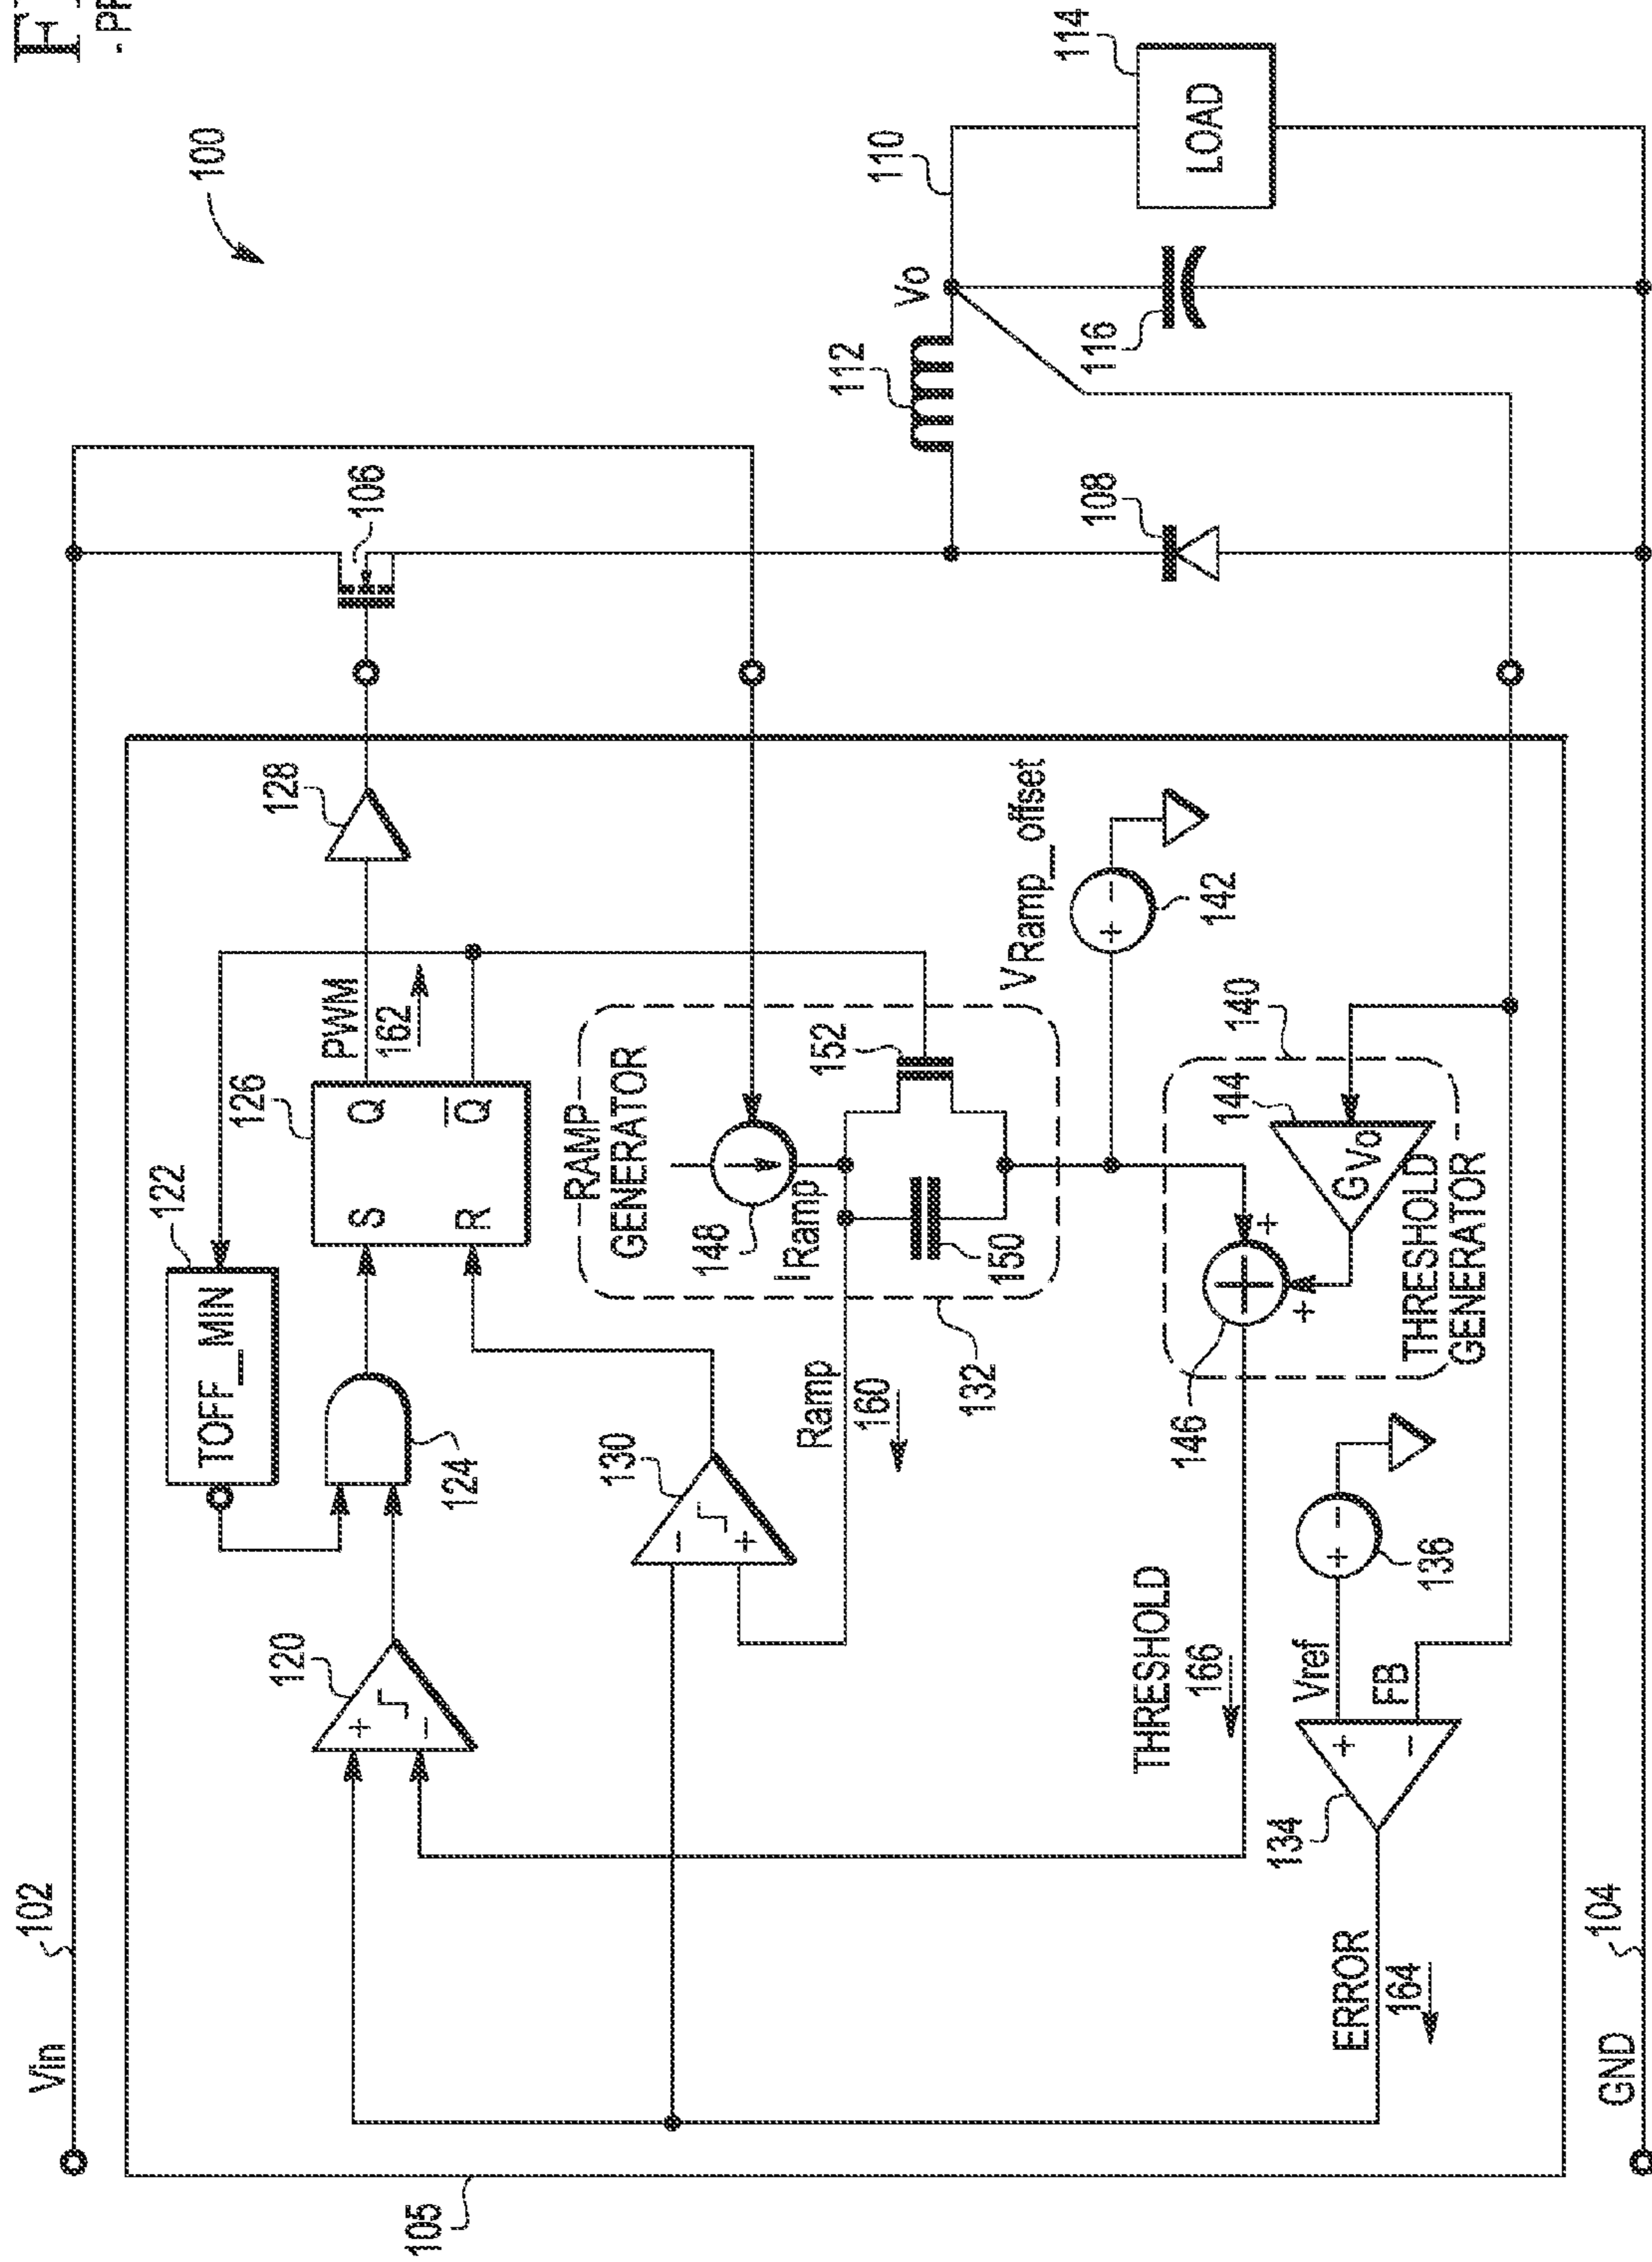 100
Vin
102
105
122
TOFF_MIN
124
120
+
-
126
S
Q
R
Q
PWM
162
128
106
130
-
+
RAMP
GENERATOR
148
IRamp
150
152
132
Ramp
160
VRamp_offset
142
+ -
THRESHOLD
166
146
+
+
140
144
GVo
THRESHOLD
GENERATOR
136
+ -
Vref
FB
134
+
-
ERROR
164
112
Vo
110
108
116
114
LOAD
GND
104